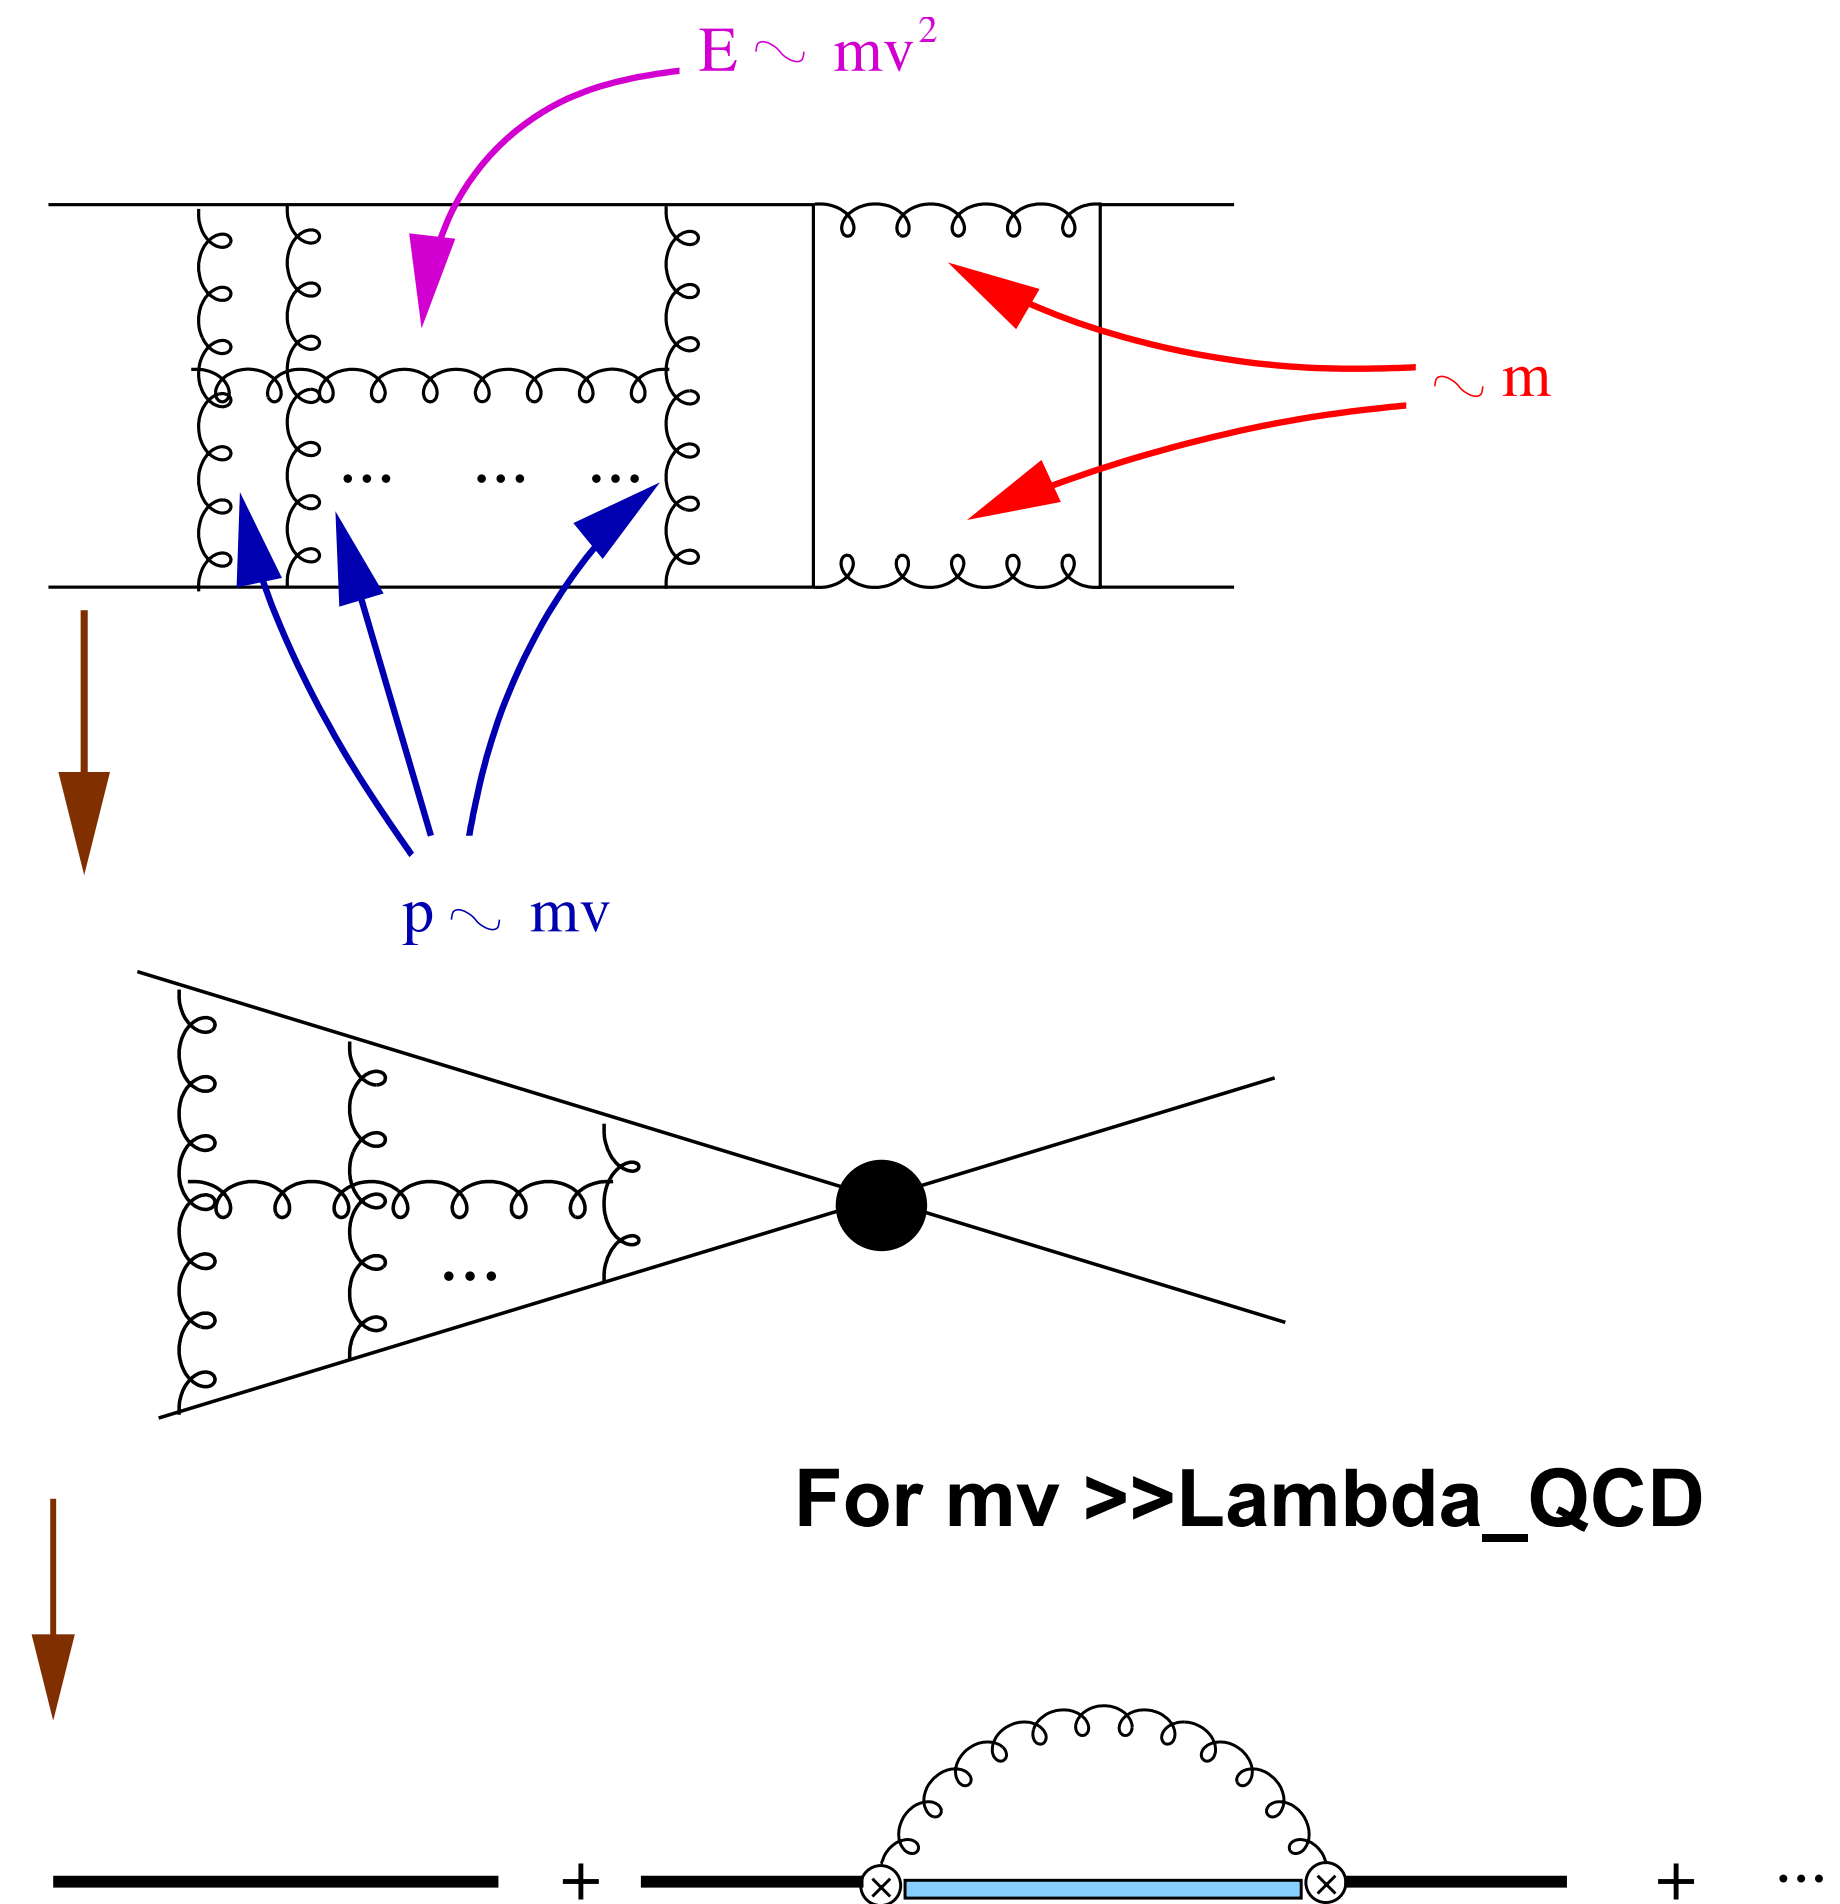 E ∼ mv²
∼ m
... ... ...
p ∼ mv
...
For mv >>Lambda_QCD
+ + ...